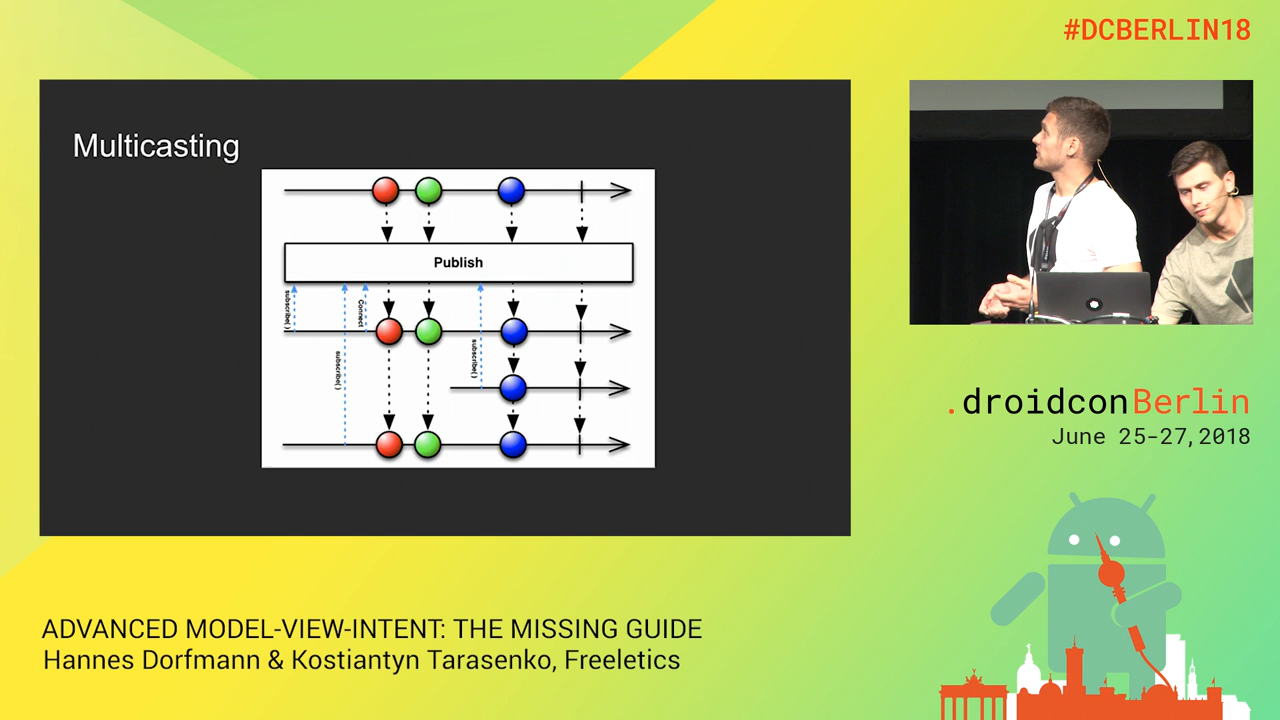 #DCBERLIN18
Multicasting
Publish
subscribe()
Connect
subscribe()
subscribe()
.droidconBerlin
June 25-27, 2018
ADVANCED MODEL-VIEW-INTENT: THE MISSING GUIDE
Hannes Dorfmann & Kostiantyn Tarasenko, Freeletics